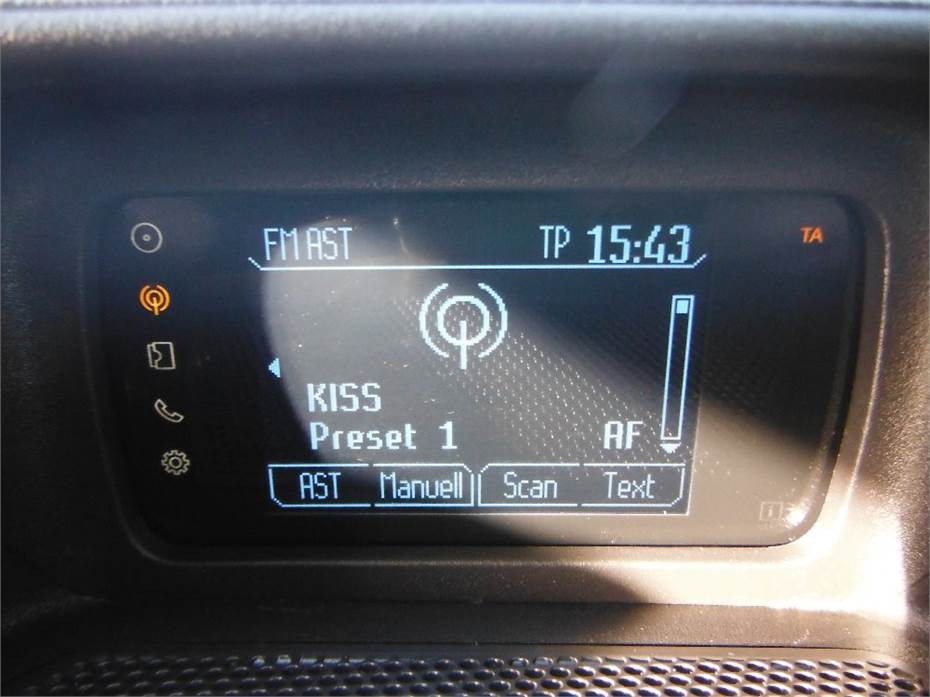 FM AST TP 15:43 TA
KISS
Preset 1 AF
AST Manuell Scan Text